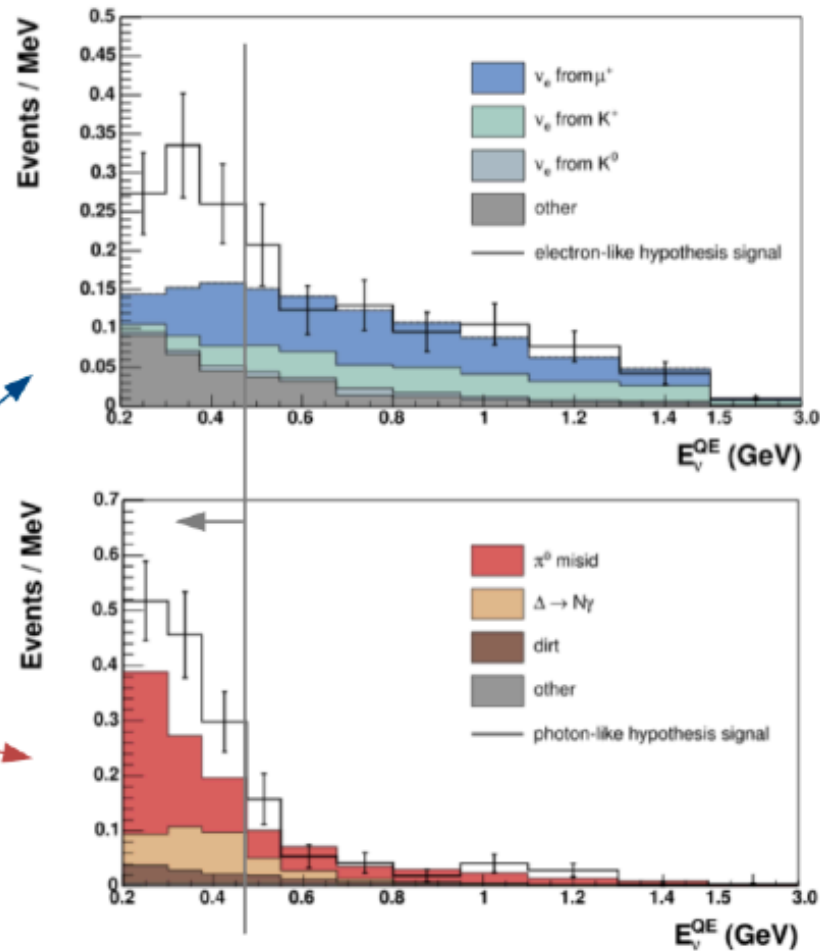 Events / MeV
0.5
0.45
0.4
0.35
0.3
0.25
0.2
0.15
0.1
0.05
0
νe from μ+
νe from K+
νe from K0
other
electron-like hypothesis signal
0.2 0.4 0.6 0.8 1 1.2 1.4 1.5 3.0
EνQE (GeV)
Events / MeV
0.7
0.6
0.5
0.4
0.3
0.2
0.1
0
π0 misid
Δ → Nγ
dirt
other
photon-like hypothesis signal
0.2 0.4 0.6 0.8 1 1.2 1.4 1.5 3.0
EνQE (GeV)